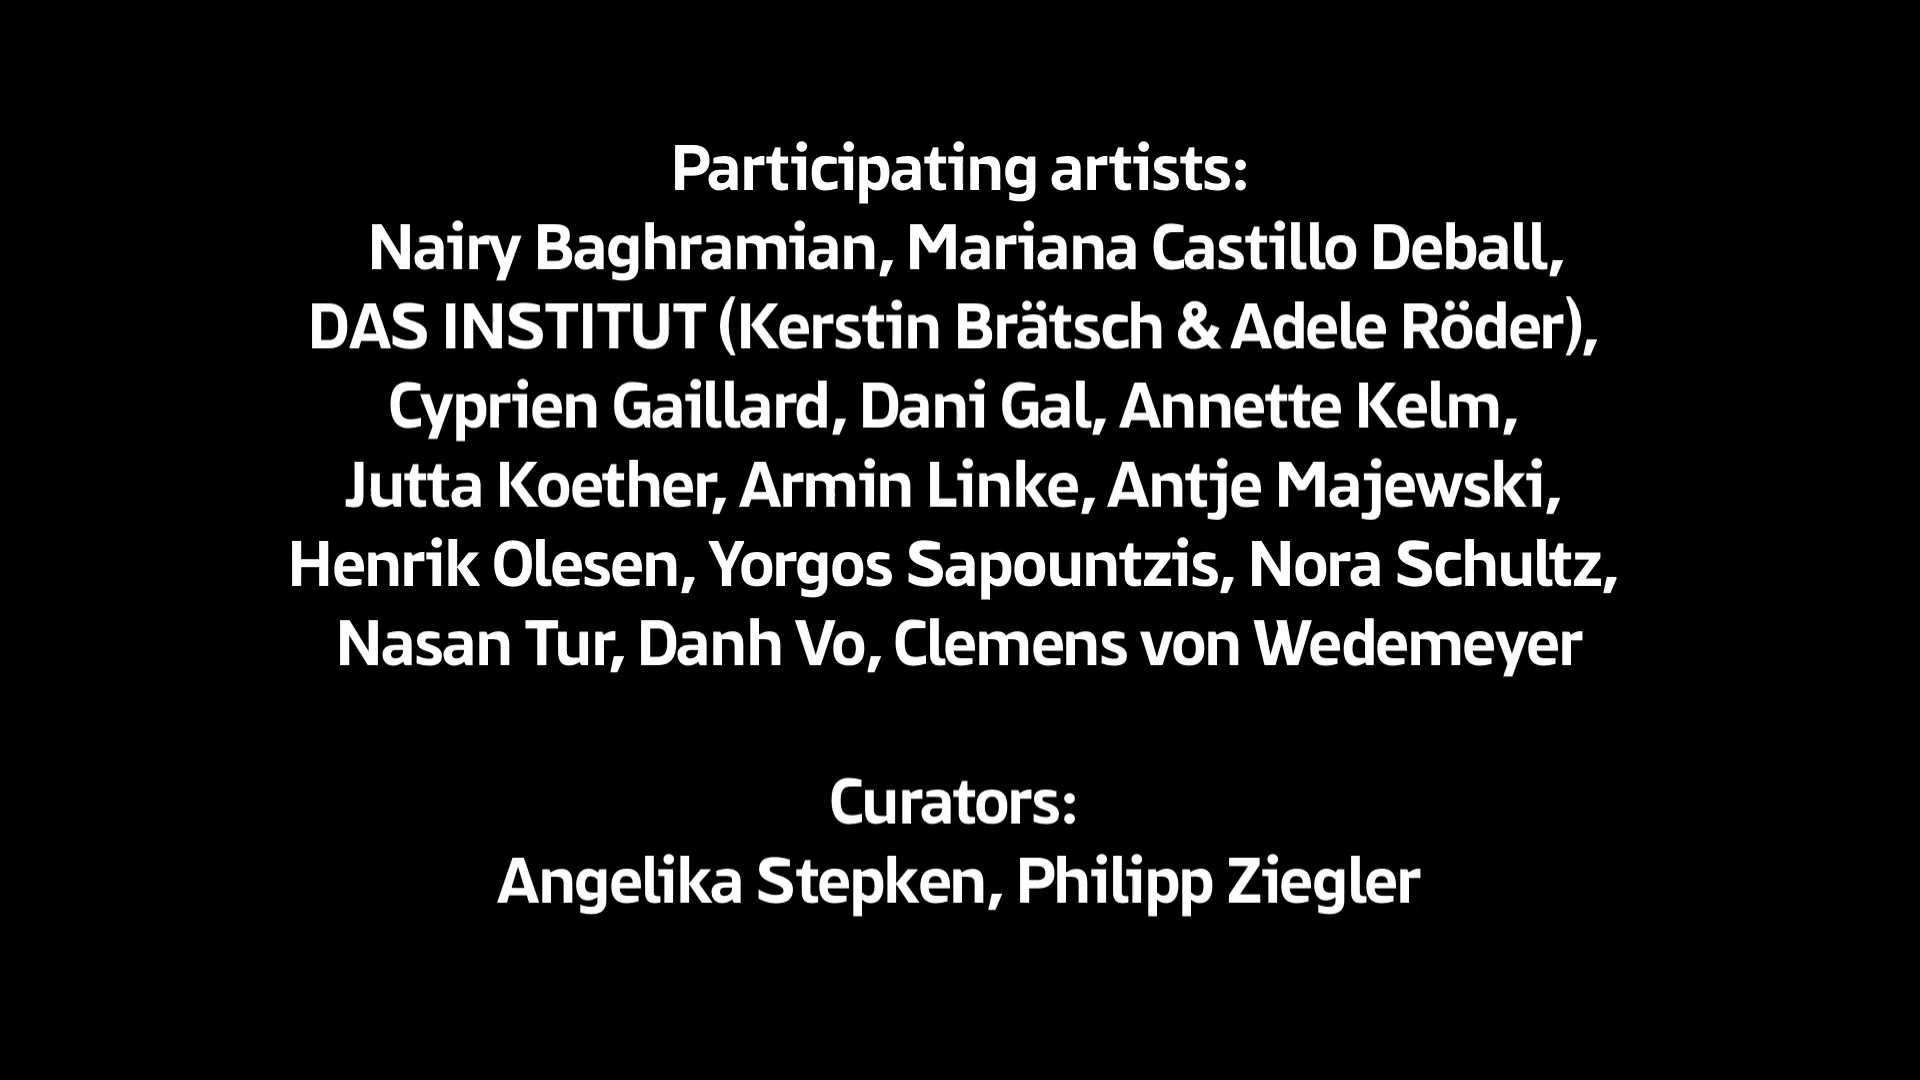 Participating artists:
Nairy Baghramian, Mariana Castillo Deball,
DAS INSTITUT (Kerstin Brätsch & Adele Röder),
Cyprien Gaillard, Dani Gal, Annette Kelm,
Jutta Koether, Armin Linke, Antje Majewski,
Henrik Olesen, Yorgos Sapountzis, Nora Schultz,
Nasan Tur, Danh Vo, Clemens von Wedemeyer
Curators:
Angelika Stepken, Philipp Ziegler